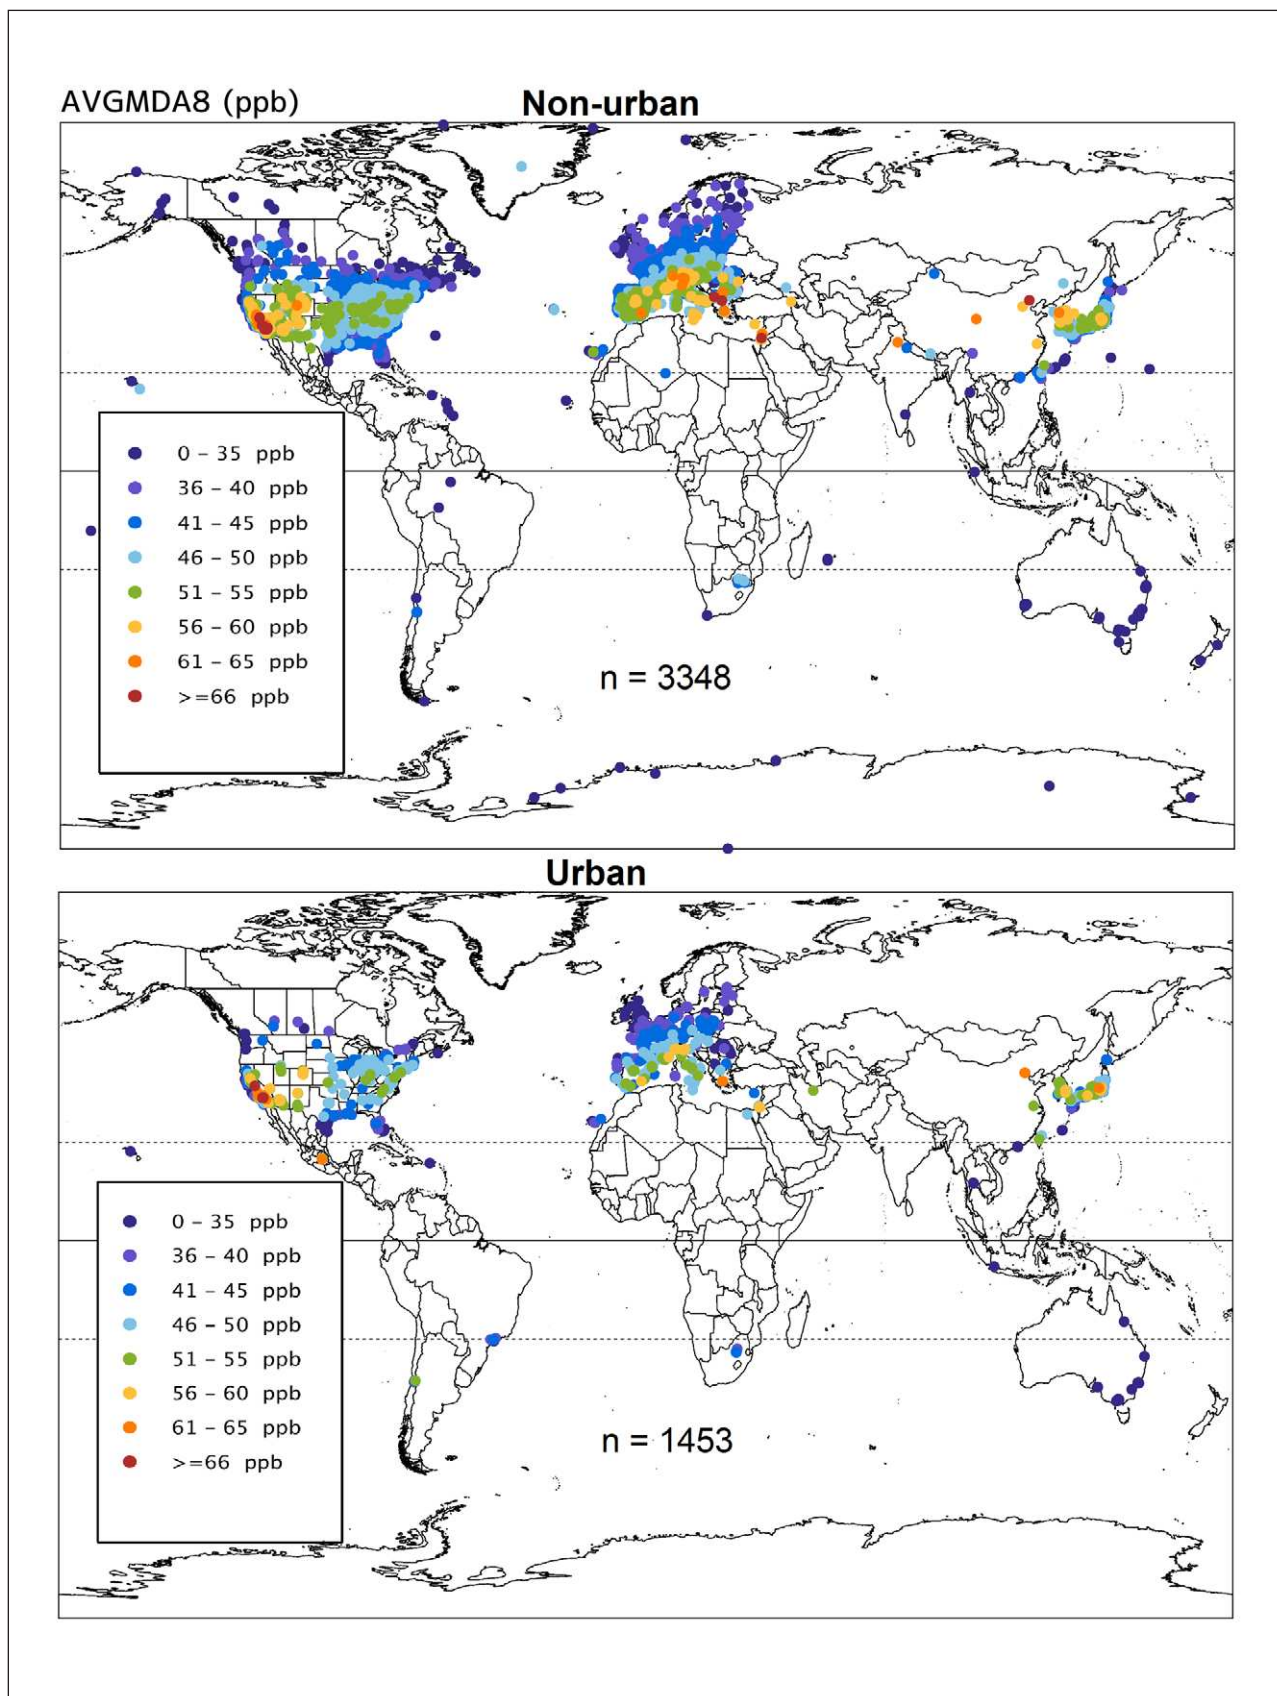 AVGMDA8 (ppb)
Non-urban
0 – 35 ppb
36 – 40 ppb
41 – 45 ppb
46 – 50 ppb
51 – 55 ppb
56 – 60 ppb
61 – 65 ppb
>=66 ppb
n = 3348
Urban
0 – 35 ppb
36 – 40 ppb
41 – 45 ppb
46 – 50 ppb
51 – 55 ppb
56 – 60 ppb
61 – 65 ppb
>=66 ppb
n = 1453